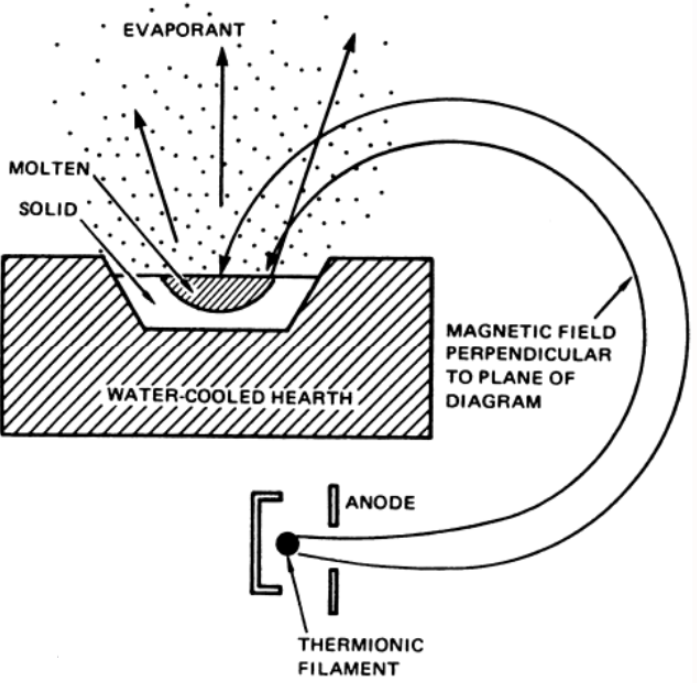 EVAPORANT
MOLTEN
SOLID
MAGNETIC FIELD
PERPENDICULAR
TO PLANE OF
DIAGRAM
WATER-COOLED HEARTH
ANODE
THERMIONIC
FILAMENT